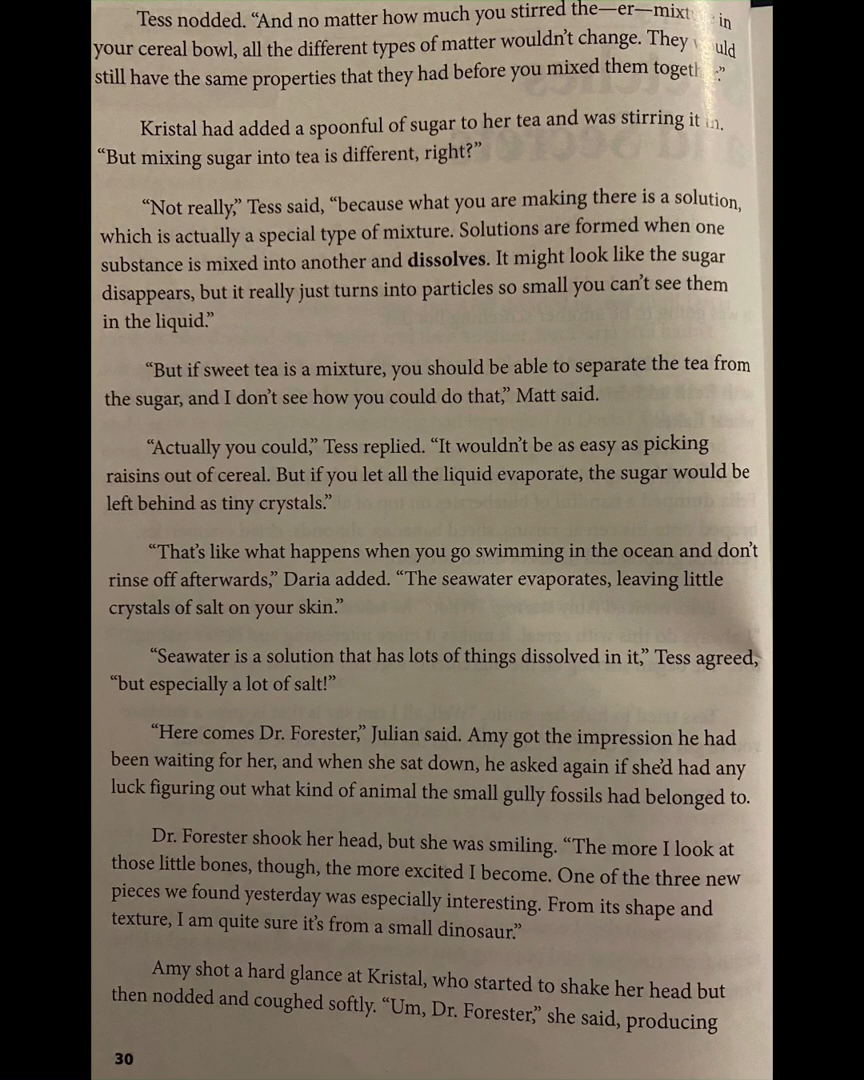 Tess nodded. “And no matter how much you stirred the—er—mixt in
your cereal bowl, all the different types of matter wouldn’t change. They uld
still have the same properties that they had before you mixed them togeth .”
Kristal had added a spoonful of sugar to her tea and was stirring it in.
“But mixing sugar into tea is different, right?”
“Not really,” Tess said, “because what you are making there is a solution,
which is actually a special type of mixture. Solutions are formed when one
substance is mixed into another and dissolves. It might look like the sugar
disappears, but it really just turns into particles so small you can’t see them
in the liquid.”
“But if sweet tea is a mixture, you should be able to separate the tea from
the sugar, and I don’t see how you could do that,” Matt said.
“Actually you could,” Tess replied. “It wouldn’t be as easy as picking
raisins out of cereal. But if you let all the liquid evaporate, the sugar would be
left behind as tiny crystals.”
“That’s like what happens when you go swimming in the ocean and don’t
rinse off afterwards,” Daria added. “The seawater evaporates, leaving little
crystals of salt on your skin.”
“Seawater is a solution that has lots of things dissolved in it,” Tess agreed,
“but especially a lot of salt!”
“Here comes Dr. Forester,” Julian said. Amy got the impression he had
been waiting for her, and when she sat down, he asked again if she’d had any
luck figuring out what kind of animal the small gully fossils had belonged to.
Dr. Forester shook her head, but she was smiling. “The more I look at
those little bones, though, the more excited I become. One of the three new
pieces we found yesterday was especially interesting. From its shape and
texture, I am quite sure it’s from a small dinosaur.”
Amy shot a hard glance at Kristal, who started to shake her head but
then nodded and coughed softly. “Um, Dr. Forester,” she said, producing
30